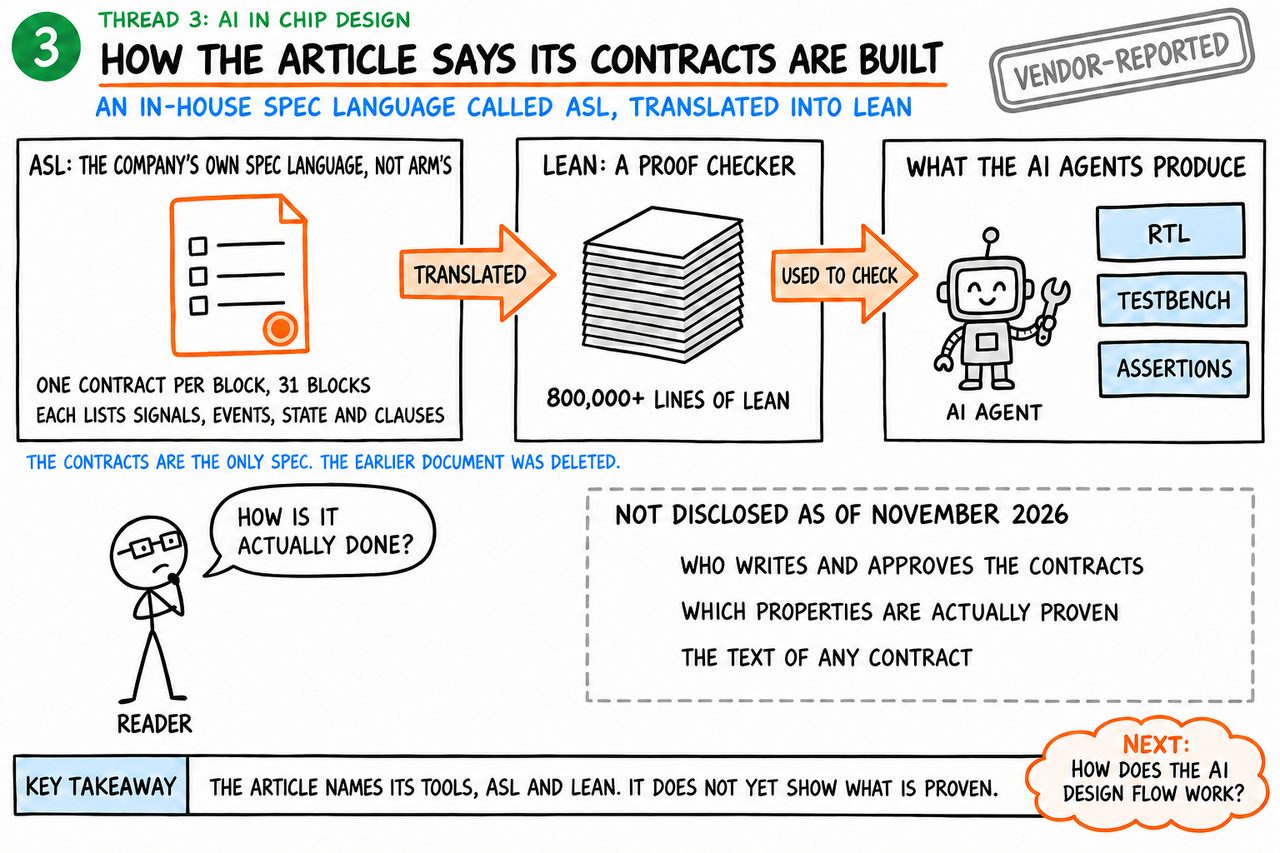 3
THREAD 3: AI IN CHIP DESIGN
HOW THE ARTICLE SAYS ITS CONTRACTS ARE BUILT
AN IN-HOUSE SPEC LANGUAGE CALLED ASL, TRANSLATED INTO LEAN
VENDOR-REPORTED
ASL: THE COMPANY'S OWN SPEC LANGUAGE, NOT ARM'S
ONE CONTRACT PER BLOCK, 31 BLOCKS
EACH LISTS SIGNALS, EVENTS, STATE AND CLAUSES
TRANSLATED
LEAN: A PROOF CHECKER
800,000+ LINES OF LEAN
USED TO CHECK
WHAT THE AI AGENTS PRODUCE
AI AGENT
RTL
TESTBENCH
ASSERTIONS
THE CONTRACTS ARE THE ONLY SPEC. THE EARLIER DOCUMENT WAS DELETED.
HOW IS IT
ACTUALLY DONE?
READER
NOT DISCLOSED AS OF NOVEMBER 2026
WHO WRITES AND APPROVES THE CONTRACTS
WHICH PROPERTIES ARE ACTUALLY PROVEN
THE TEXT OF ANY CONTRACT
KEY TAKEAWAY
THE ARTICLE NAMES ITS TOOLS, ASL AND LEAN. IT DOES NOT YET SHOW WHAT IS PROVEN.
NEXT:
HOW DOES THE AI
DESIGN FLOW WORK?